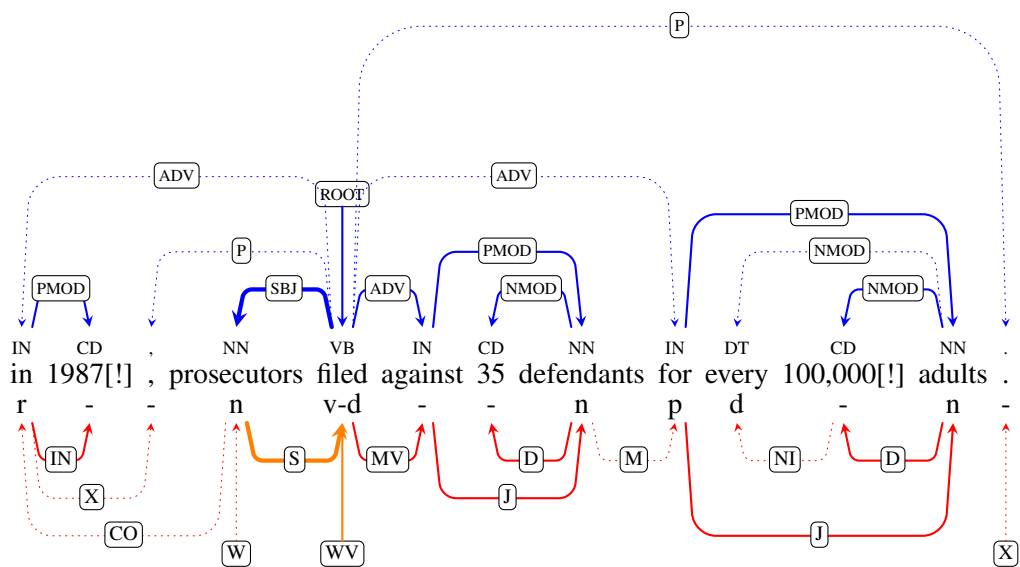 P
ADV ROOT ADV
PMOD
P PMOD NMOD
PMOD SBJ ADV NMOD NMOD
IN CD , NN VB IN CD NN IN DT CD NN .
in 1987[!] , prosecutors filed against 35 defendants for every 100,000[!] adults .
r - - n v-d - - n p d - n -
IN S MV D M NI D
X J
CO J
W WV X